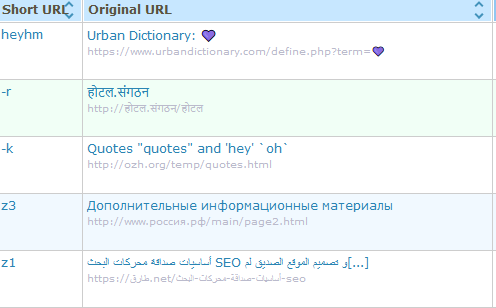 Short URL Original URL
heyhm Urban Dictionary: 💜
https://www.urbandictionary.com/define.php?term=💜
-r होटल.संगठन
http://होटल.संगठन/होटल
-k Quotes "quotes" and 'hey' `oh`
http://ozh.org/temp/quotes.html
z3 Дополнительные информационные материалы
http://www.россия.рф/main/page2.html
z1 أساسيات صداقة محركات البحث SEO و تصميم الموقع الصديق لم[...]
https://طارق.net/أساسيات-صداقة-محركات-البحث-seo